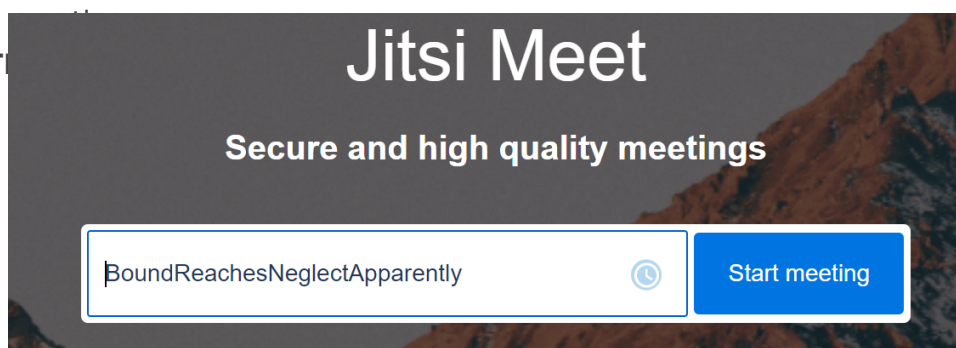 Jitsi Meet
Secure and high quality meetings
BoundReachesNeglectApparently
Start meeting